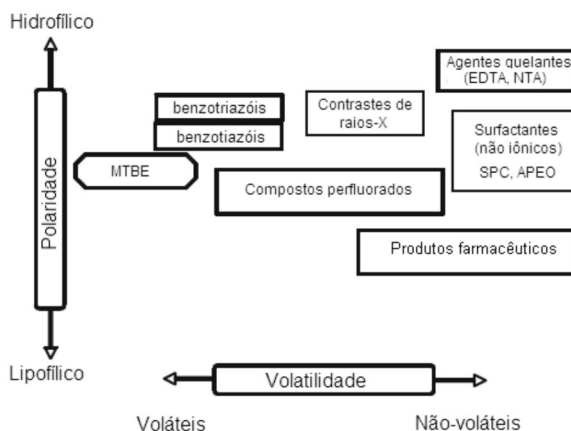 Hidrofílico
Agentes quelantes
(EDTA, NTA)
benzotriazóis
Contrastes de
raios-X
benzotiazóis
Surfactantes
(não iônicos)
SPC, APEO
MTBE
Compostos perfluorados
Polaridade
Produtos farmacêuticos
Lipofílico
Volatilidade
Voláteis
Não-voláteis